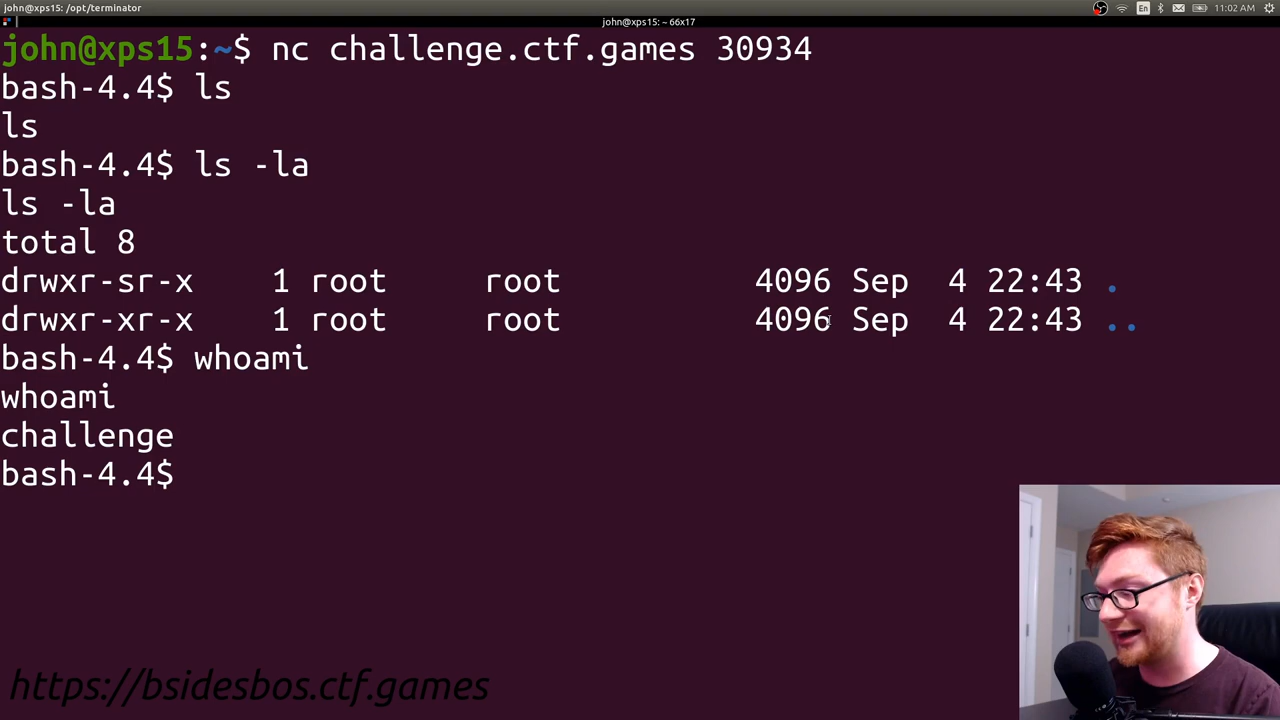 john@xps15: /opt/terminator
En
11:02 AM
john@xps15: ~ 66x17
john@xps15:~$ nc challenge.ctf.games 30934
bash-4.4$ ls
ls
bash-4.4$ ls -la
ls -la
total 8
drwxr-sr-x 1 root root 4096 Sep 4 22:43 .
drwxr-xr-x 1 root root 4096 Sep 4 22:43 ..
bash-4.4$ whoami
whoami
challenge
bash-4.4$
https://bsidesbos.ctf.games